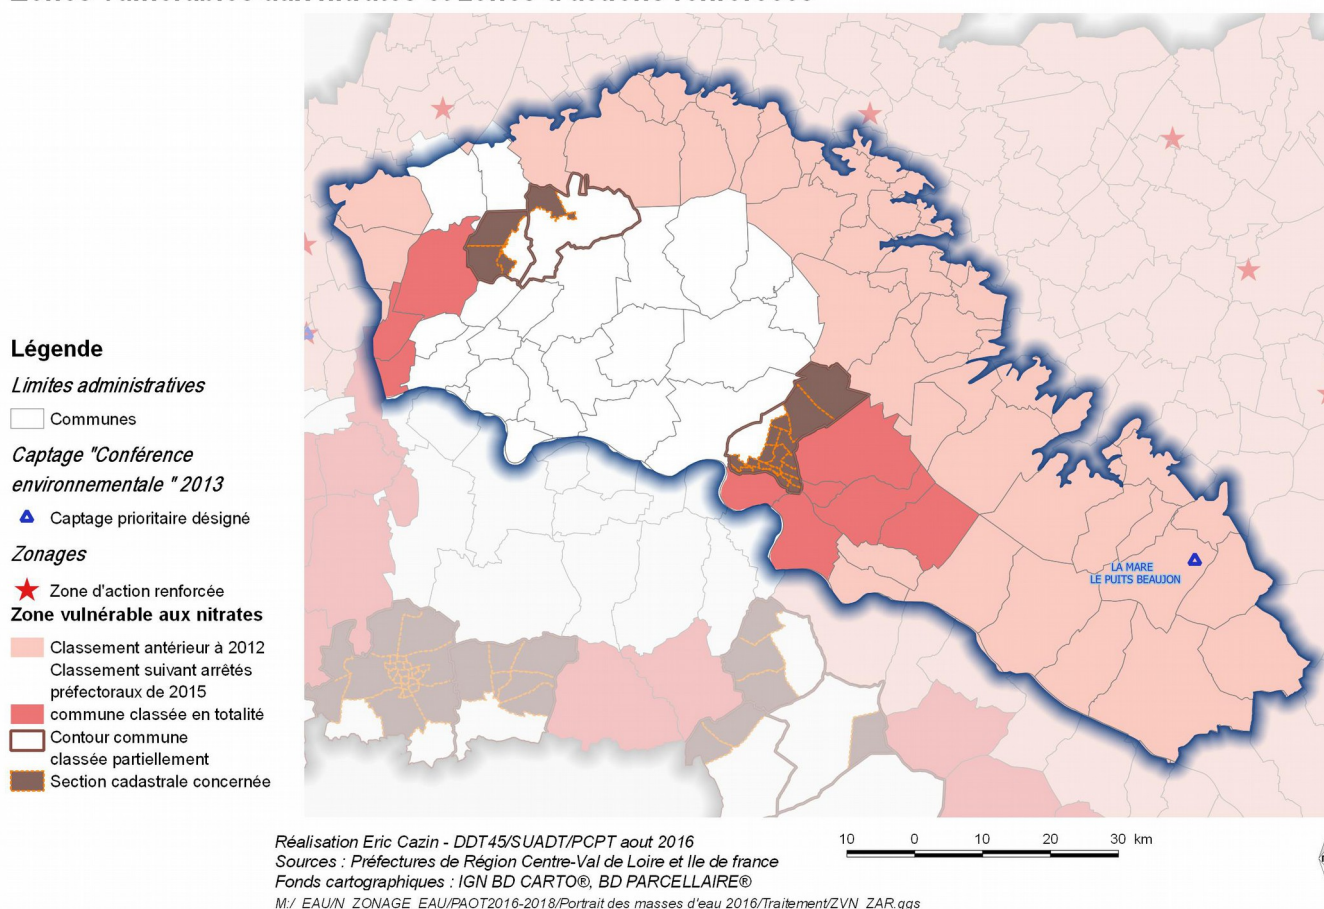 Légende
Limites administratives
Communes
Captage "Conférence
environnementale " 2013
Captage prioritaire désigné
Zonages
Zone d'action renforcée
Zone vulnérable aux nitrates
Classement antérieur à 2012
Classement suivant arrêtés
préfectoraux de 2015
commune classée en totalité
Contour commune
classée partiellement
Section cadastrale concernée
LA MARE
LE PUITS BEAUJON
Réalisation Eric Cazin - DDT45/SUADT/PCPT aout 2016
Sources : Préfectures de Région Centre-Val de Loire et Ile de france
Fonds cartographiques : IGN BD CARTO®, BD PARCELLAIRE®
M:/_EAU/N_ZONAGE_EAU/PAOT2016-2018/Portrait des masses d'eau 2016/Traitement/ZVN_ZAR.qgs
10 0 10 20 30 km